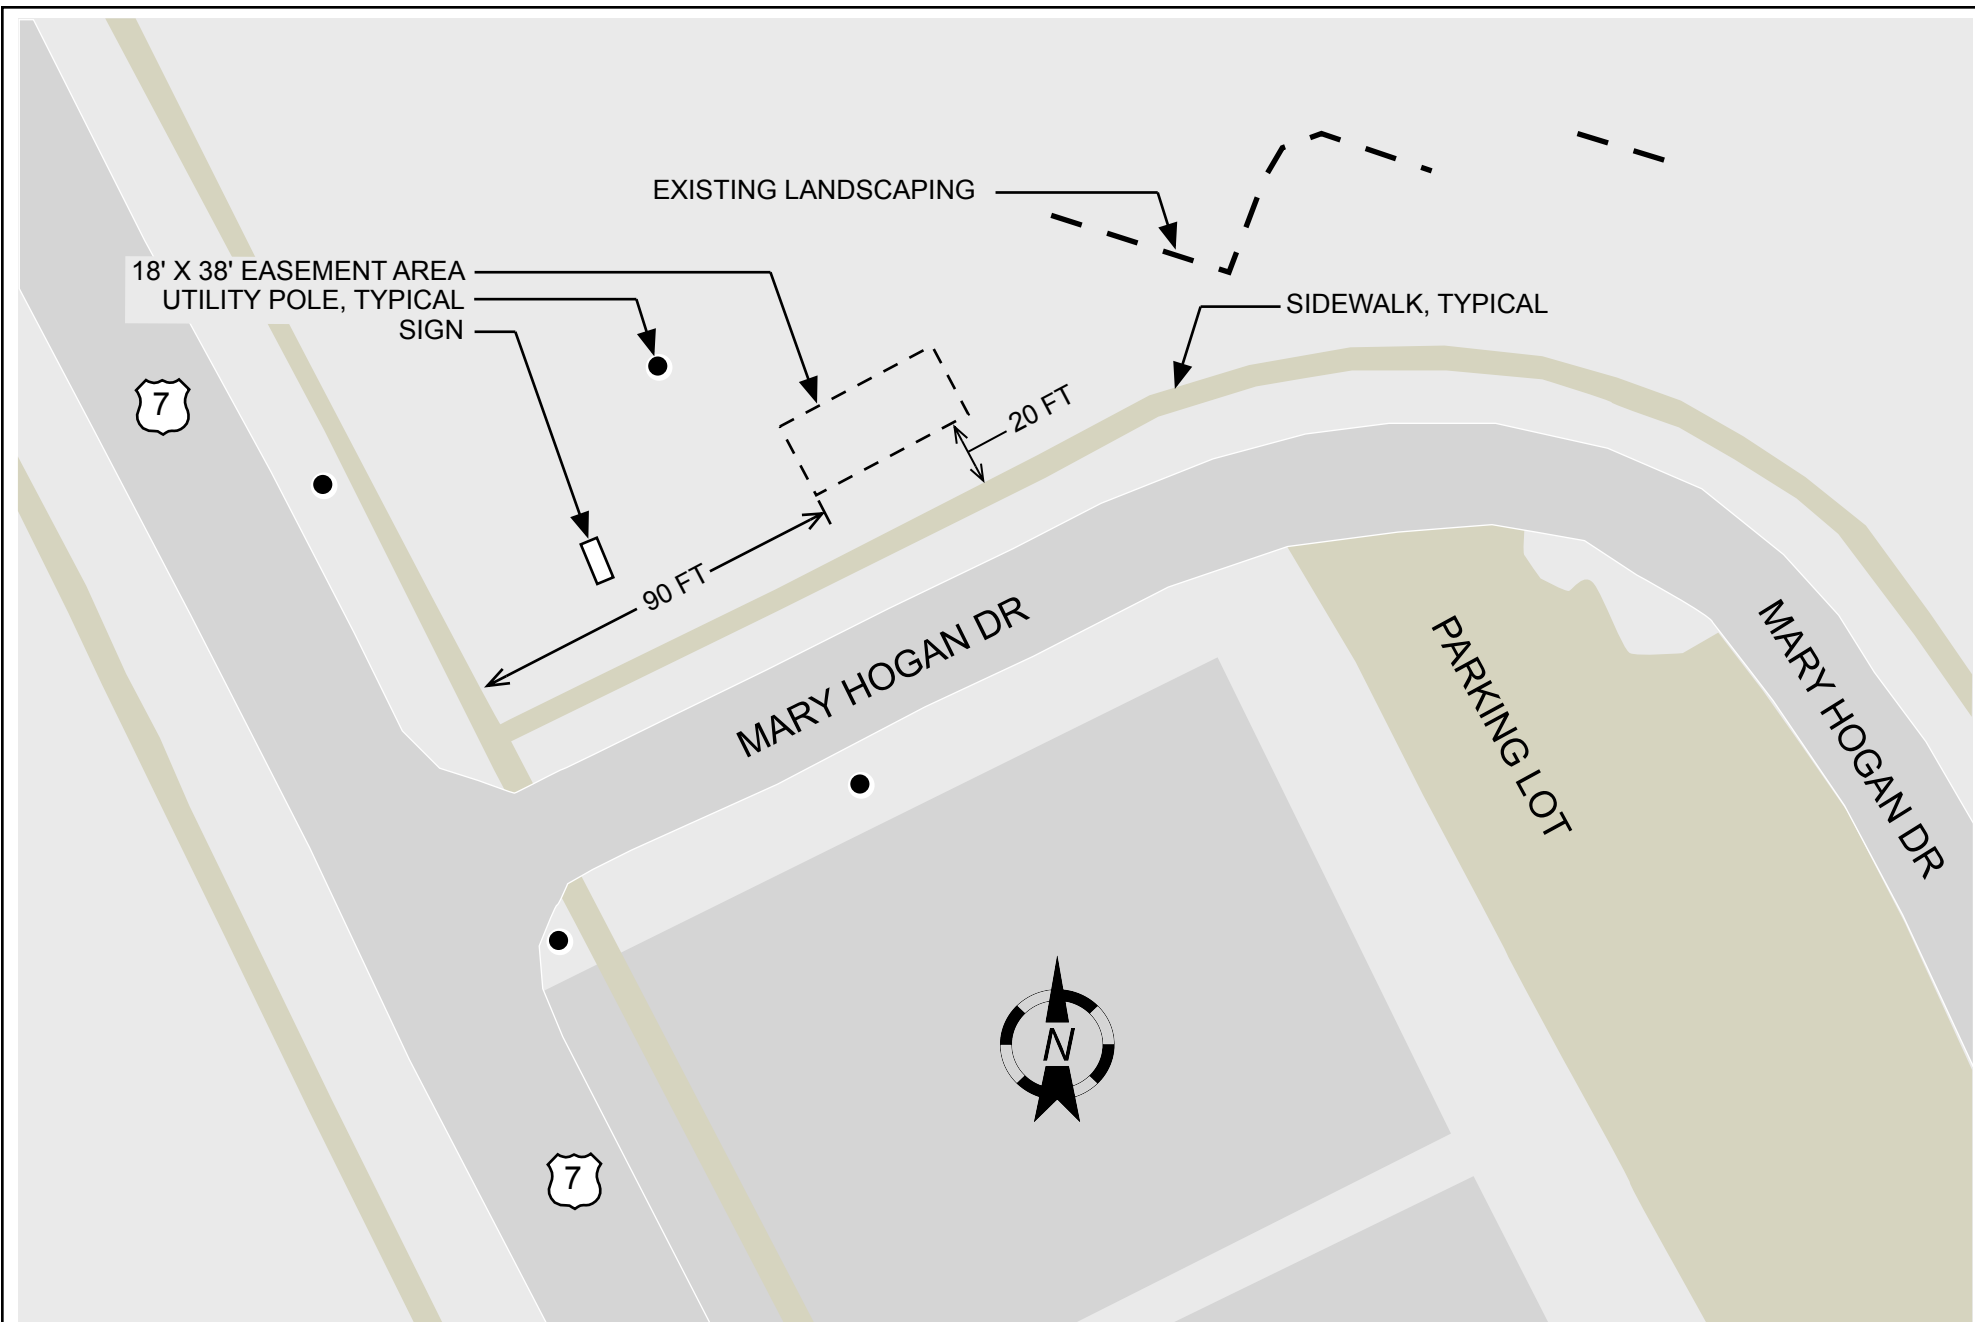 EXISTING LANDSCAPING
18' X 38' EASEMENT AREA
UTILITY POLE, TYPICAL
SIGN
SIDEWALK, TYPICAL
7
20 FT
90 FT
MARY HOGAN DR
PARKING LOT
MARY HOGAN DR
N
7